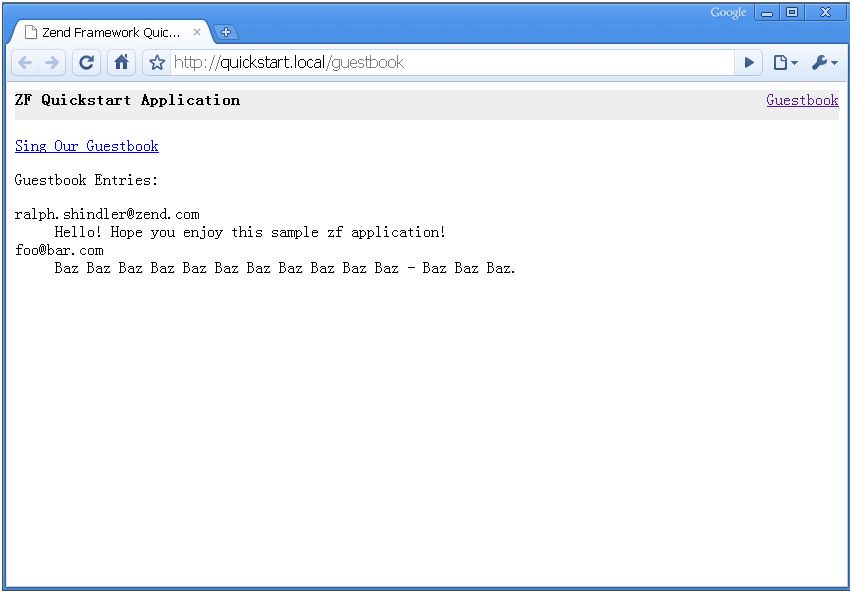 Google
Zend Framework Quic...
http://quickstart.local/guestbook
ZF Quickstart Application
Guestbook
Sing Our Guestbook
Guestbook Entries:
ralph.shindler@zend.com
Hello! Hope you enjoy this sample zf application!
foo@bar.com
Baz Baz Baz Baz Baz Baz Baz Baz Baz Baz Baz - Baz Baz Baz.